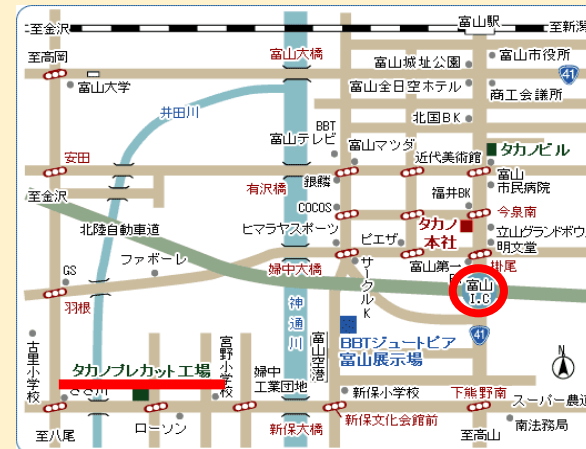 富山駅
至金沢
至新潟
至高岡
富山大橋
富山城址公園
富山市役所
41
富山大学
富山全日空ホテル
商工会議所
井田川
北国BK
BBT
富山テレビ
富山マツダ
タカノビル
安田
近代美術館
富山
市民病院
有沢橋
銀鱗
福井BK
至金沢
COCOS
今泉南
北陸自動車道
ヒマラヤスポーツ
タカノ
本社
立山グランドボウル
明文堂
ピエザ
ファボーレ
婦中大橋
富山第一
掛尾
GS
サークルK
富山
I.C
羽根
神通川
富山空港
BBTジュートピア
富山展示場
41
古里小学校
タカノプレカット工場
宮野小学校
婦中
工業団地
新保小学校
下熊野南
N
スーパー農道
至八尾
ローソン
新保大橋
新保文化会館前
至高山
南法務局